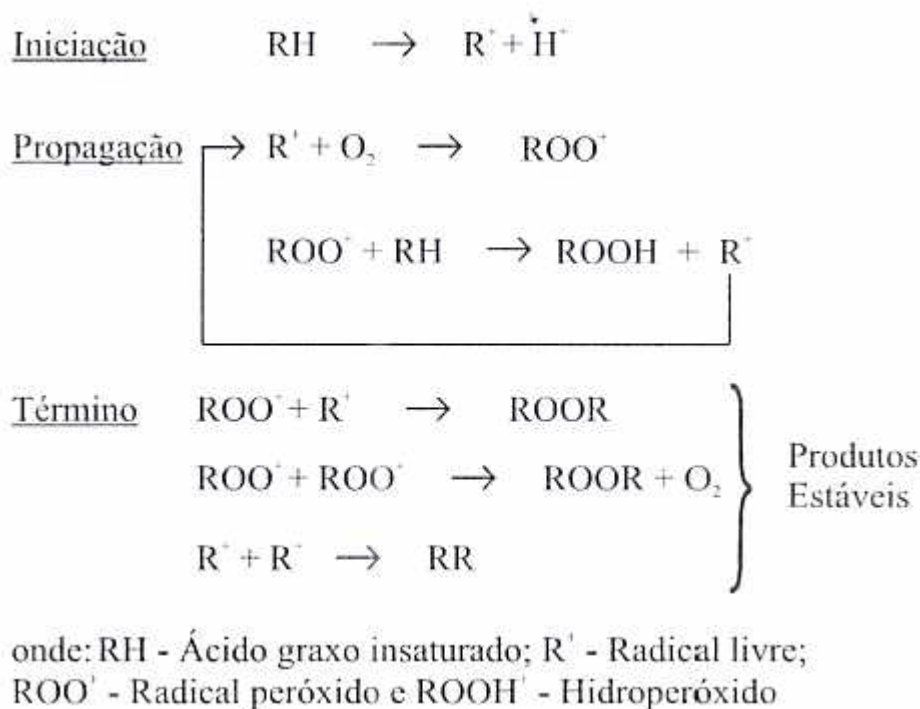 Iniciação RH → R⁺ + H⁺
Propagação → R⁺ + O₂ → ROO⁺
ROO⁺ + RH → ROOH + R⁺
Término ROO⁺ + R⁺ → ROOR
ROO⁺ + ROO⁺ → ROOR + O₂
R⁺ + R⁺ → RR
Produtos
Estáveis
onde: RH - Ácido graxo insaturado; R⁺ - Radical livre;
ROO⁺ - Radical peróxido e ROOH⁺ - Hidroperóxido